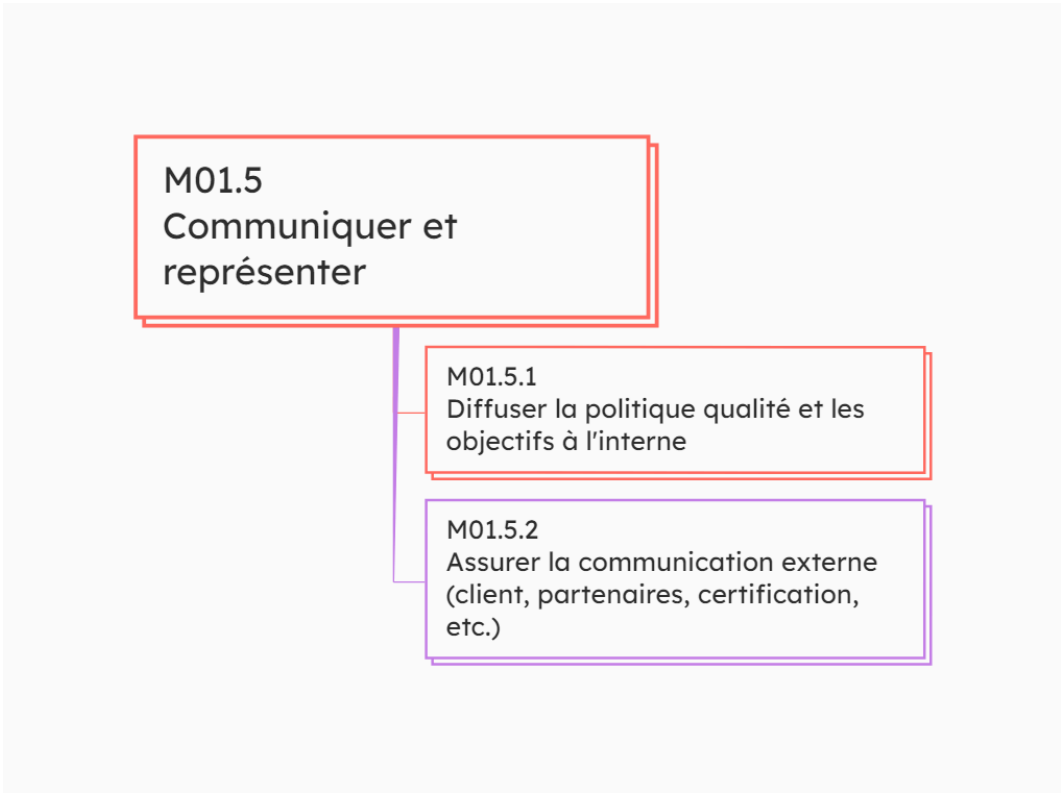 M01.5
Communiquer et
représenter
M01.5.1
Diffuser la politique qualité et les
objectifs à l'interne
M01.5.2
Assurer la communication externe
(client, partenaires, certification,
etc.)